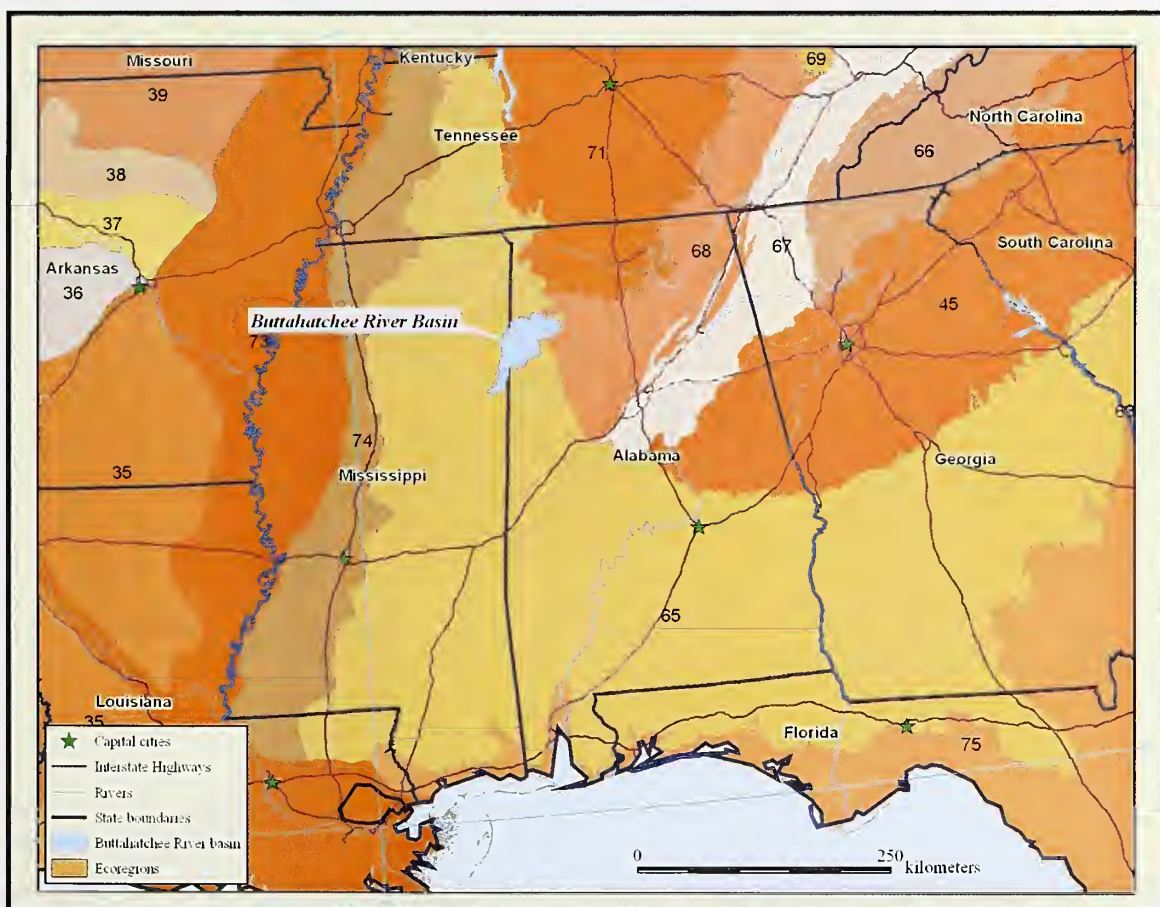 Missouri
Kentucky
69
39
North Carolina
Tennessee
71
66
38
37
68
67
South Carolina
Arkansas
36
45
Buttahatchee River Basin
73
74
35
Mississippi
Alabama
Georgia
65
Louisiana
35
Florida
75
Capital cities
Interstate Highways
Rivers
State boundaries
Buttahatchee River basin
Ecoregions
0 250
kilometers